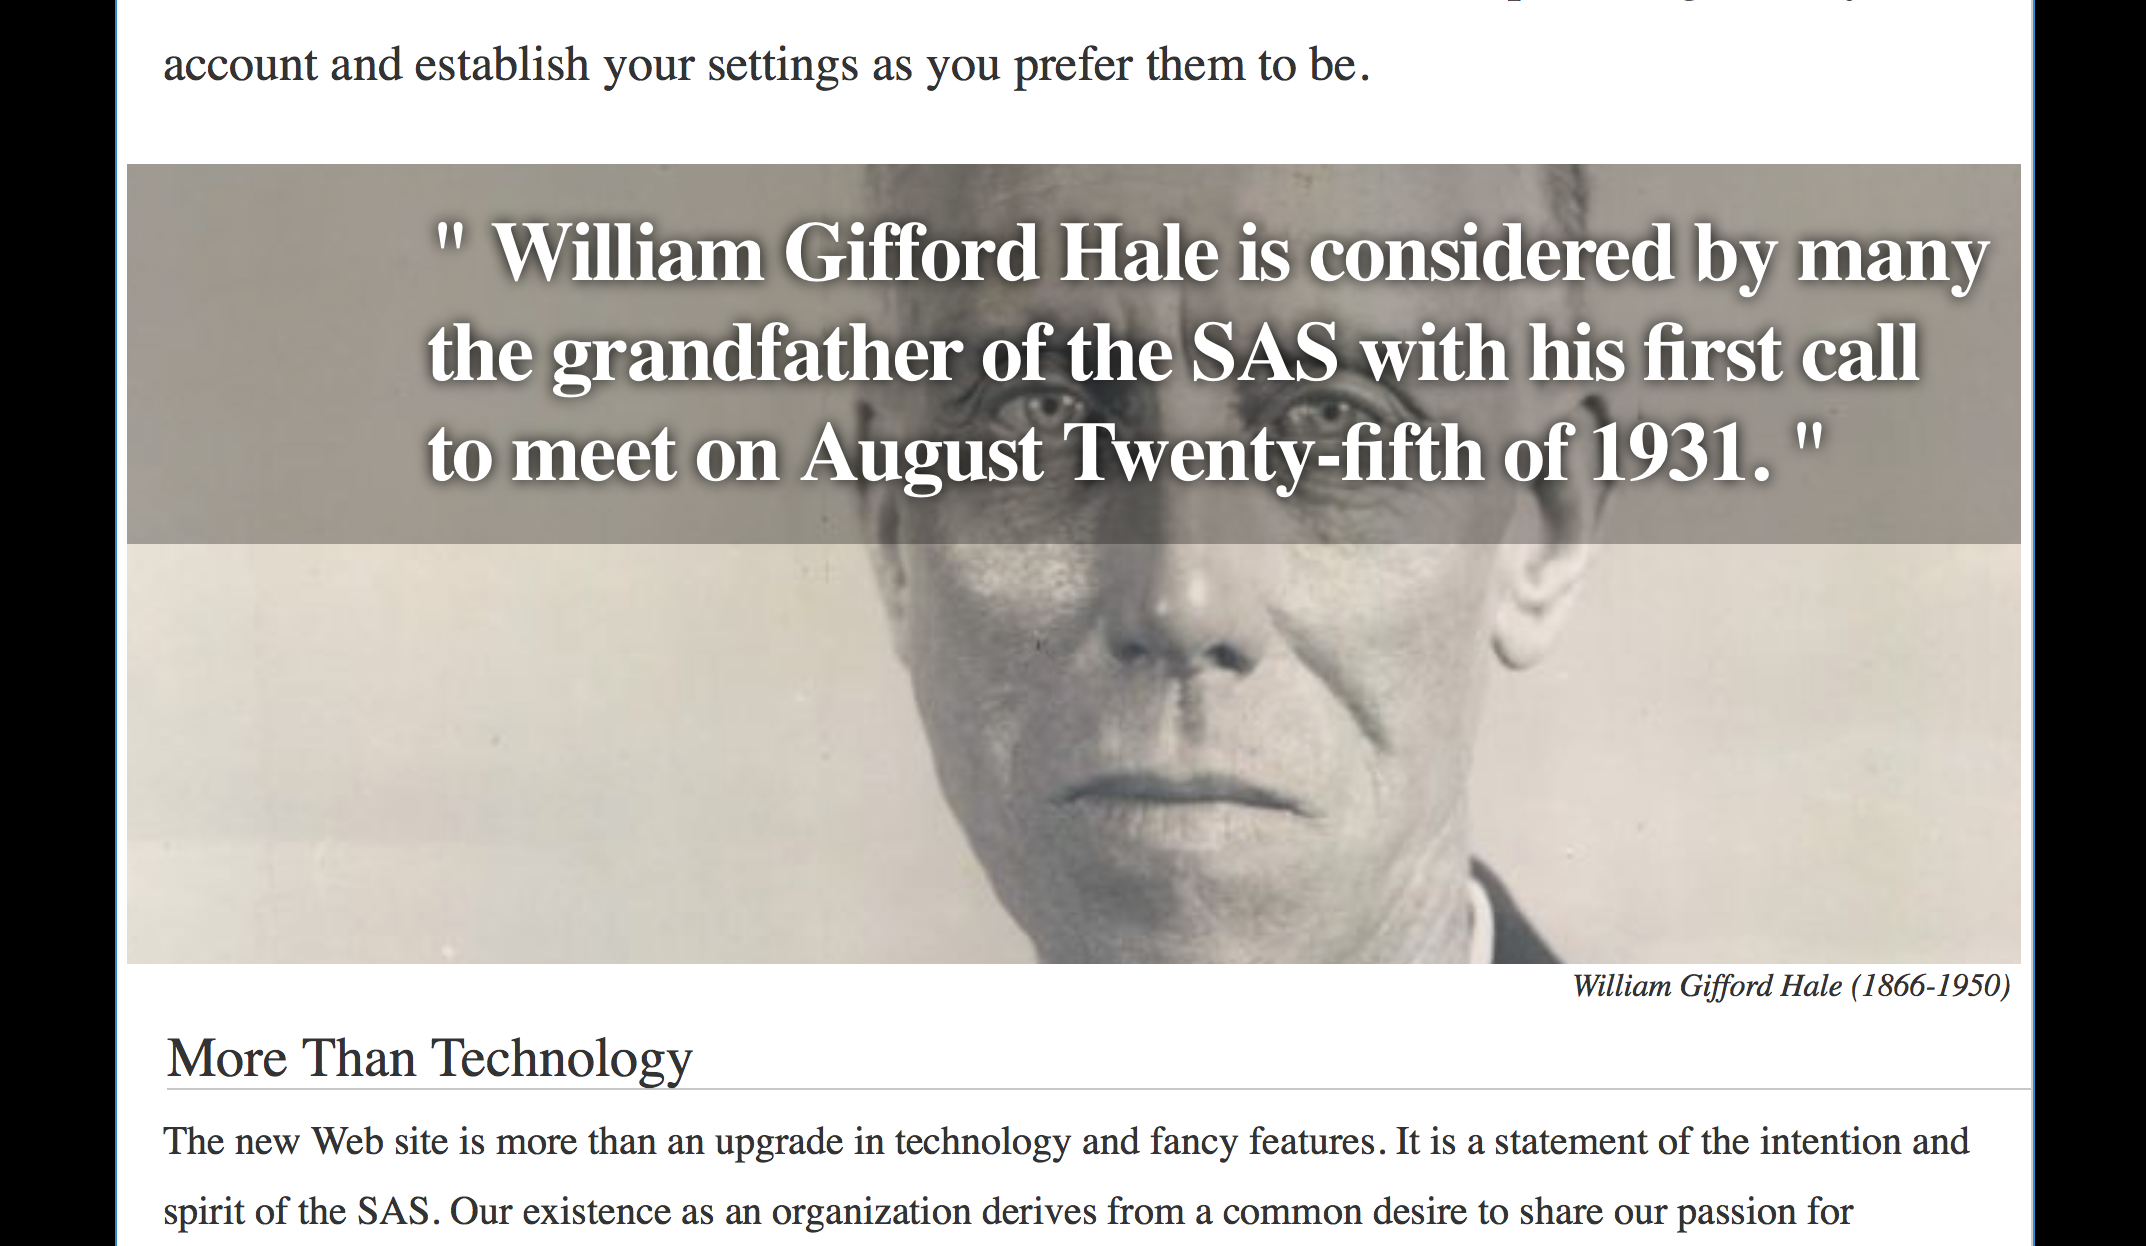 account and establish your settings as you prefer them to be.
" William Gifford Hale is considered by many
the grandfather of the SAS with his first call
to meet on August Twenty-fifth of 1931. "
William Gifford Hale (1866-1950)
More Than Technology
The new Web site is more than an upgrade in technology and fancy features. It is a statement of the intention and
spirit of the SAS. Our existence as an organization derives from a common desire to share our passion for